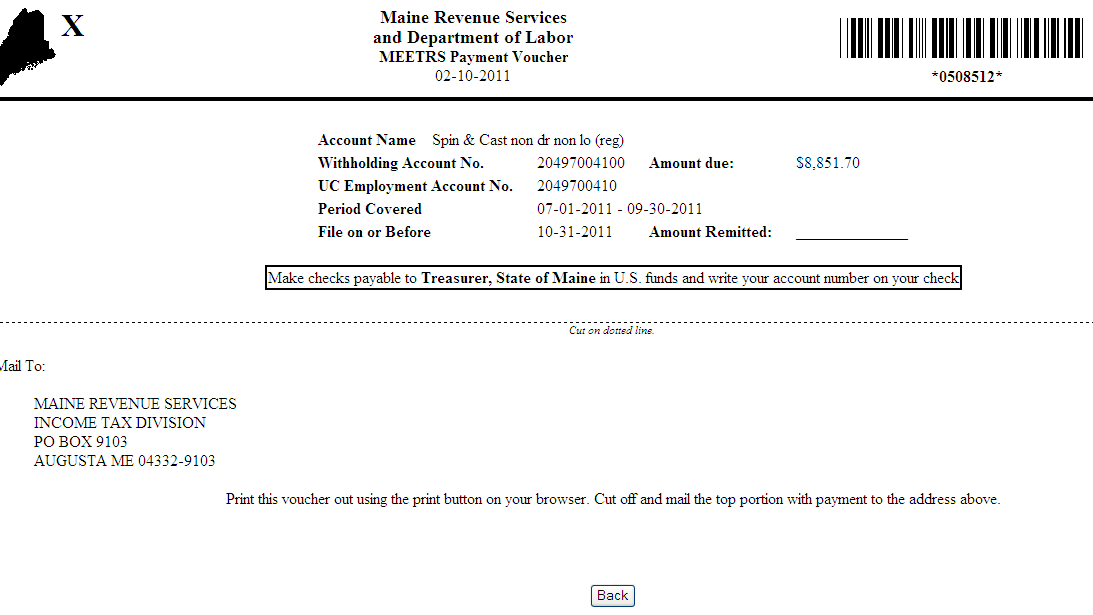 X
Maine Revenue Services
and Department of Labor
MEETRS Payment Voucher
02-10-2011
*0508512*
Account Name Spin & Cast non dr non lo (reg)
Withholding Account No. 20497004100 Amount due: $8,851.70
UC Employment Account No. 2049700410
Period Covered 07-01-2011 - 09-30-2011
File on or Before 10-31-2011 Amount Remitted: ______________
Make checks payable to Treasurer, State of Maine in U.S. funds and write your account number on your check
Cut on dotted line.
Mail To:
MAINE REVENUE SERVICES
INCOME TAX DIVISION
PO BOX 9103
AUGUSTA ME 04332-9103
Print this voucher out using the print button on your browser. Cut off and mail the top portion with payment to the address above.
Back